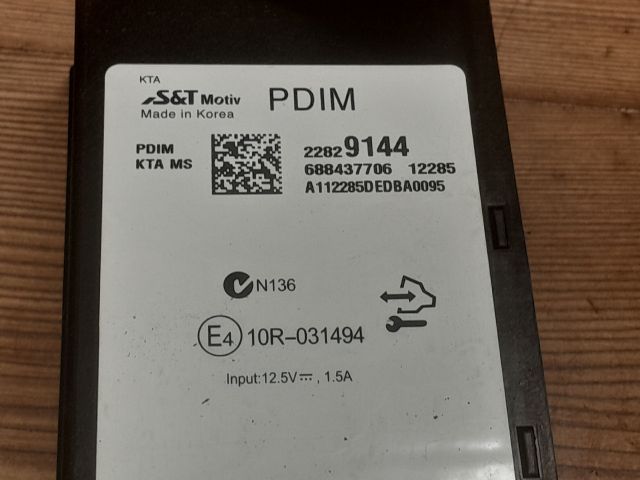 KTA
S&T Motiv PDIM
Made in Korea
PDIM
KTA MS
22829144
688437706 12285
A112285DEDBA0095
N136
E4 10R-031494
Input:12.5V⎓, 1.5A